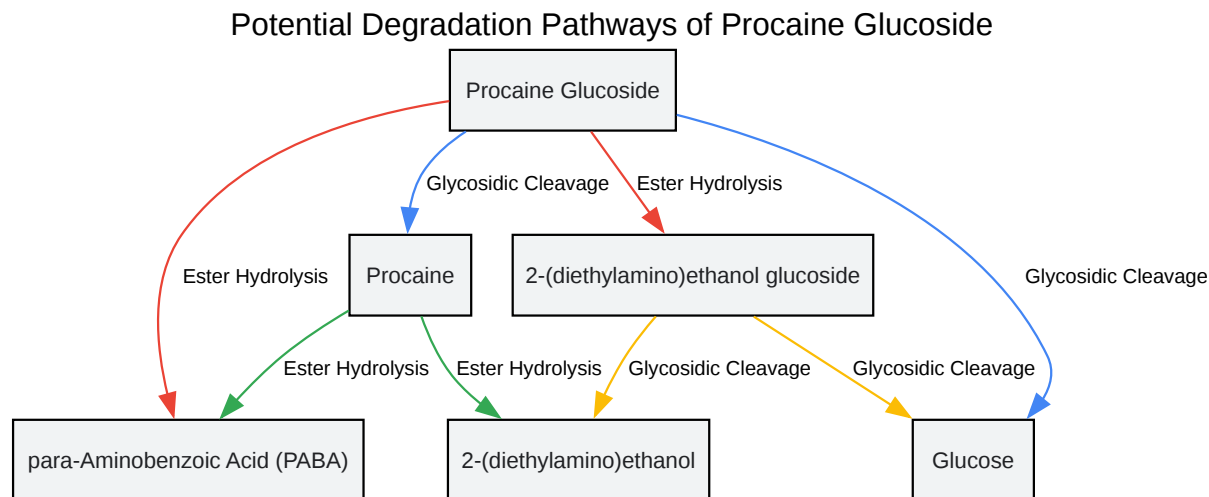 Potential Degradation Pathways of Procaine Glucoside
Procaine Glucoside
Glycosidic Cleavage
Ester Hydrolysis
Ester Hydrolysis
Procaine
2-(diethylamino)ethanol glucoside
Glycosidic Cleavage
Ester Hydrolysis
Ester Hydrolysis
Glycosidic Cleavage
Glycosidic Cleavage
para-Aminobenzoic Acid (PABA)
2-(diethylamino)ethanol
Glucose